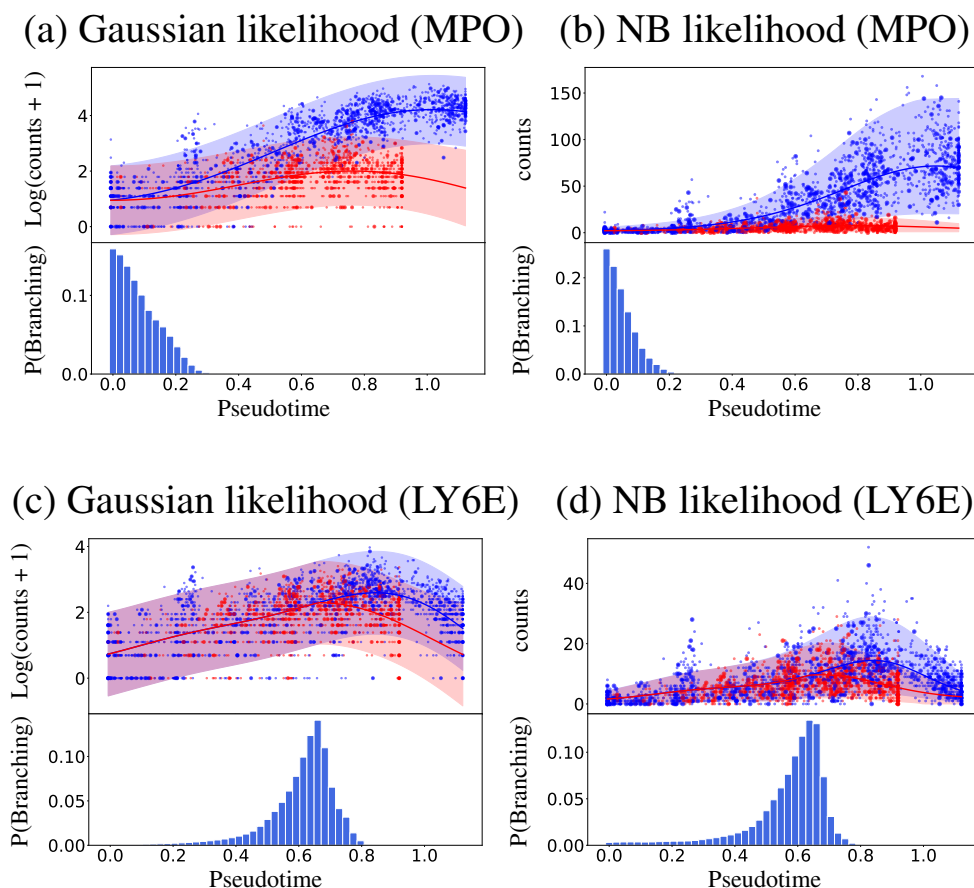 (a) Gaussian likelihood (MPO)
Log(counts + 1)
4
2
0
P(Branching)
0.1
0.0
0.0 0.2 0.4 0.6 0.8 1.0
Pseudotime
(b) NB likelihood (MPO)
counts
150
100
50
0
P(Branching)
0.2
0.1
0.0
0.0 0.2 0.4 0.6 0.8 1.0
Pseudotime
(c) Gaussian likelihood (LY6E)
Log(counts + 1)
4
2
0
P(Branching)
0.10
0.05
0.00
0.0 0.2 0.4 0.6 0.8 1.0
Pseudotime
(d) NB likelihood (LY6E)
counts
40
20
0
P(Branching)
0.10
0.05
0.00
0.0 0.2 0.4 0.6 0.8 1.0
Pseudotime